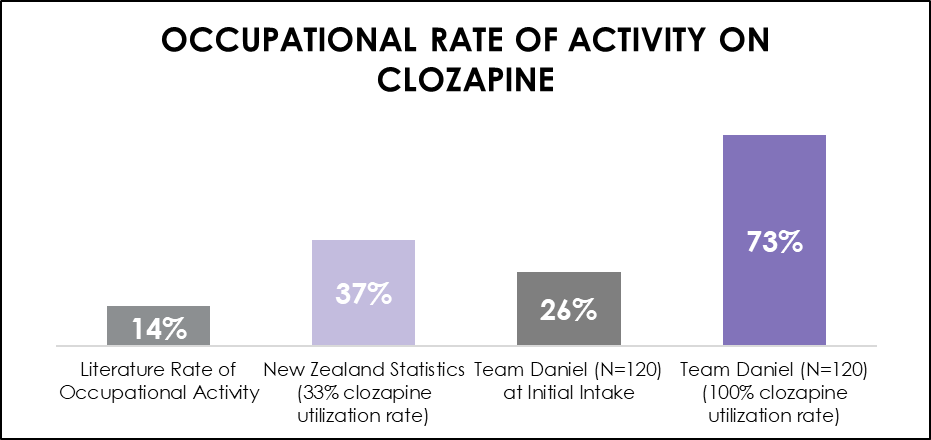 OCCUPATIONAL RATE OF ACTIVITY ON
CLOZAPINE
14%
37%
26%
73%
Literature Rate of
Occupational Activity
New Zealand Statistics
(33% clozapine
utilization rate)
Team Daniel (N=120)
at Initial Intake
Team Daniel (N=120)
(100% clozapine
utilization rate)